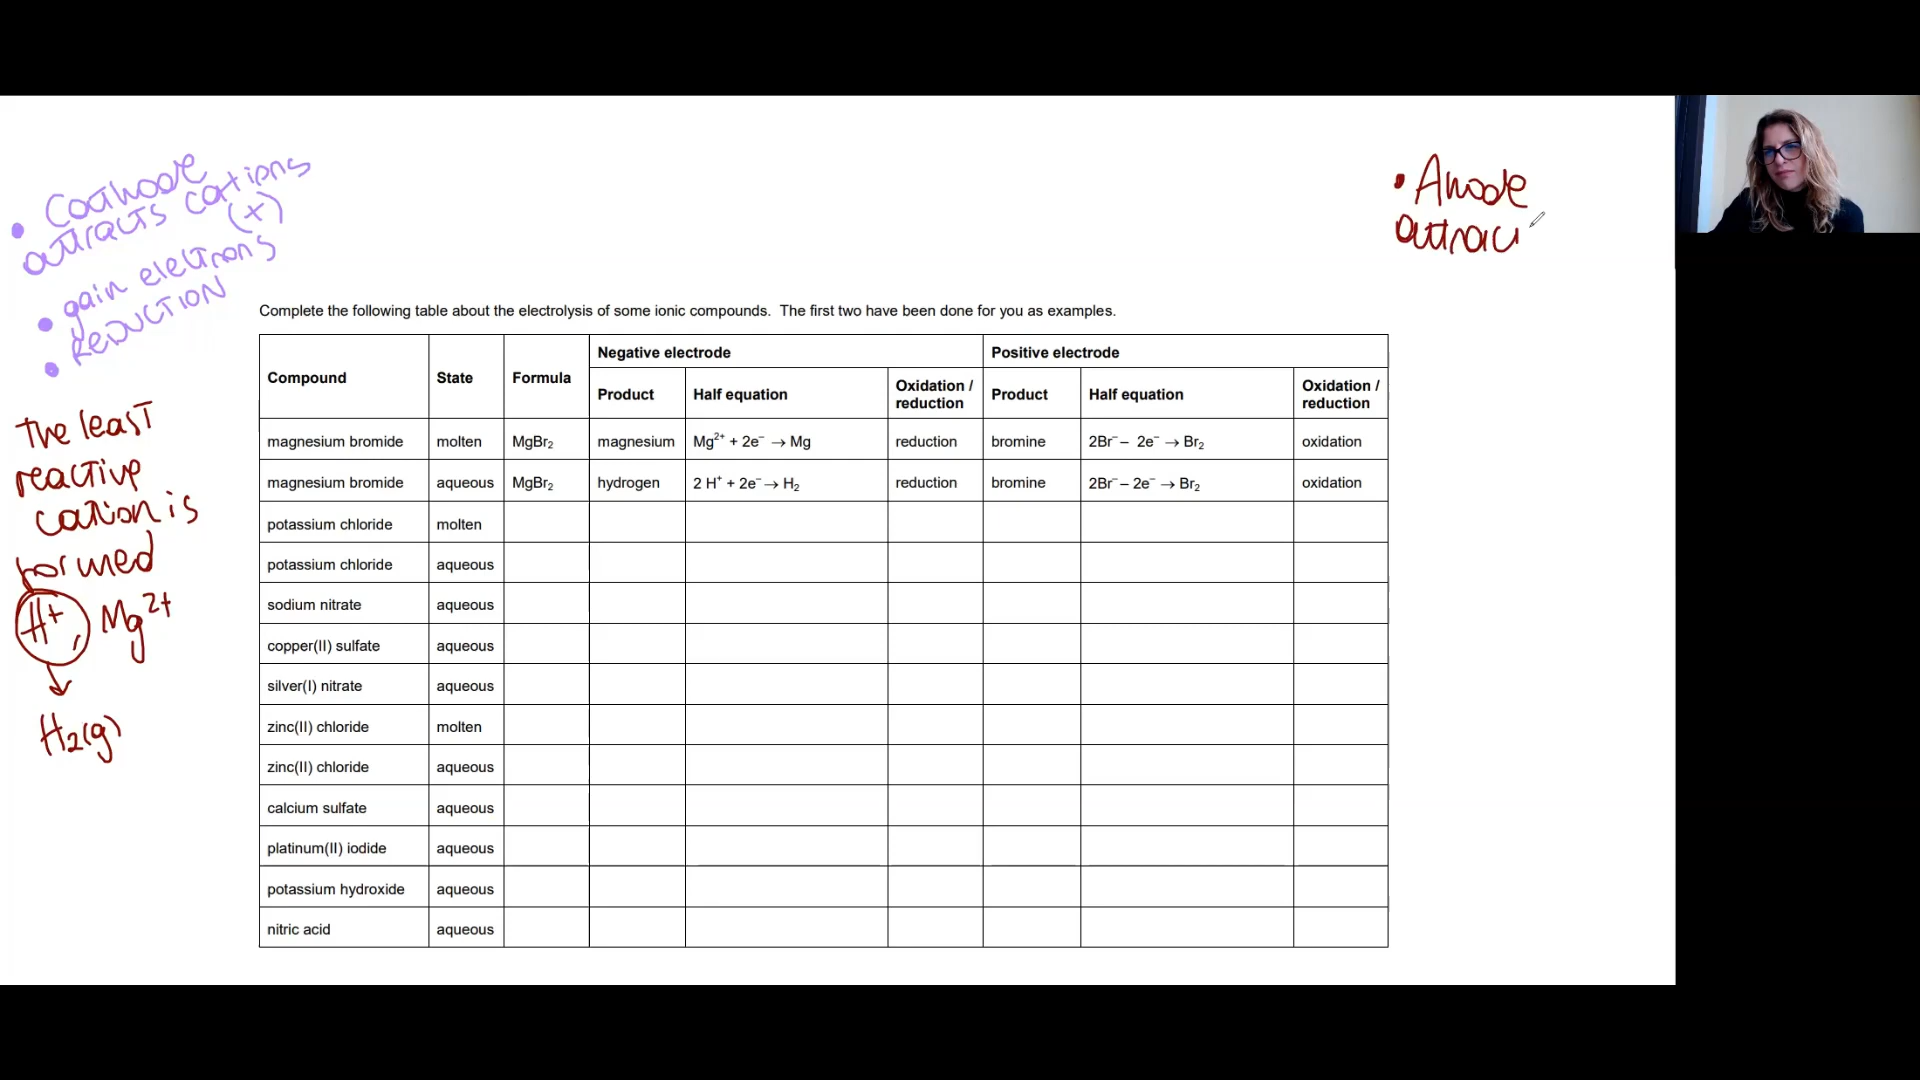 • Cathode
attracts cations
(+)
• gain electrons
• REDUCTION
The least
reactive
cation is
formed
H+, Mg2+
↓
H2(g)
• Anode
attrac
Complete the following table about the electrolysis of some ionic compounds. The first two have been done for you as examples.
Compound State Formula Negative electrode Positive electrode
Product Half equation Oxidation / reduction Product Half equation Oxidation / reduction
magnesium bromide molten MgBr₂ magnesium Mg²⁺ + 2e⁻ → Mg reduction bromine 2Br⁻ – 2e⁻ → Br₂ oxidation
magnesium bromide aqueous MgBr₂ hydrogen 2 H⁺ + 2e⁻ → H₂ reduction bromine 2Br⁻ – 2e⁻ → Br₂ oxidation
potassium chloride molten
potassium chloride aqueous
sodium nitrate aqueous
copper(II) sulfate aqueous
silver(I) nitrate aqueous
zinc(II) chloride molten
zinc(II) chloride aqueous
calcium sulfate aqueous
platinum(II) iodide aqueous
potassium hydroxide aqueous
nitric acid aqueous